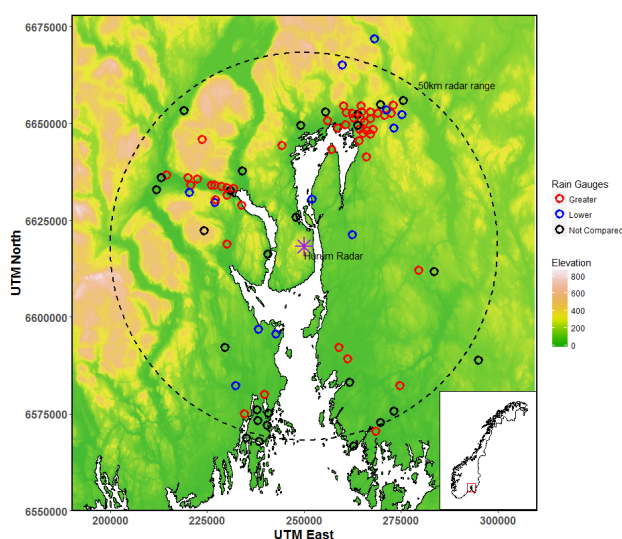 6675000
6650000
6625000
6600000
6575000
6550000
UTM North
50km radar range
Hurum Radar
200000
225000
250000
275000
300000
UTM East
Rain Gauges
Greater
Lower
Not Compared
Elevation
800
600
400
200
0